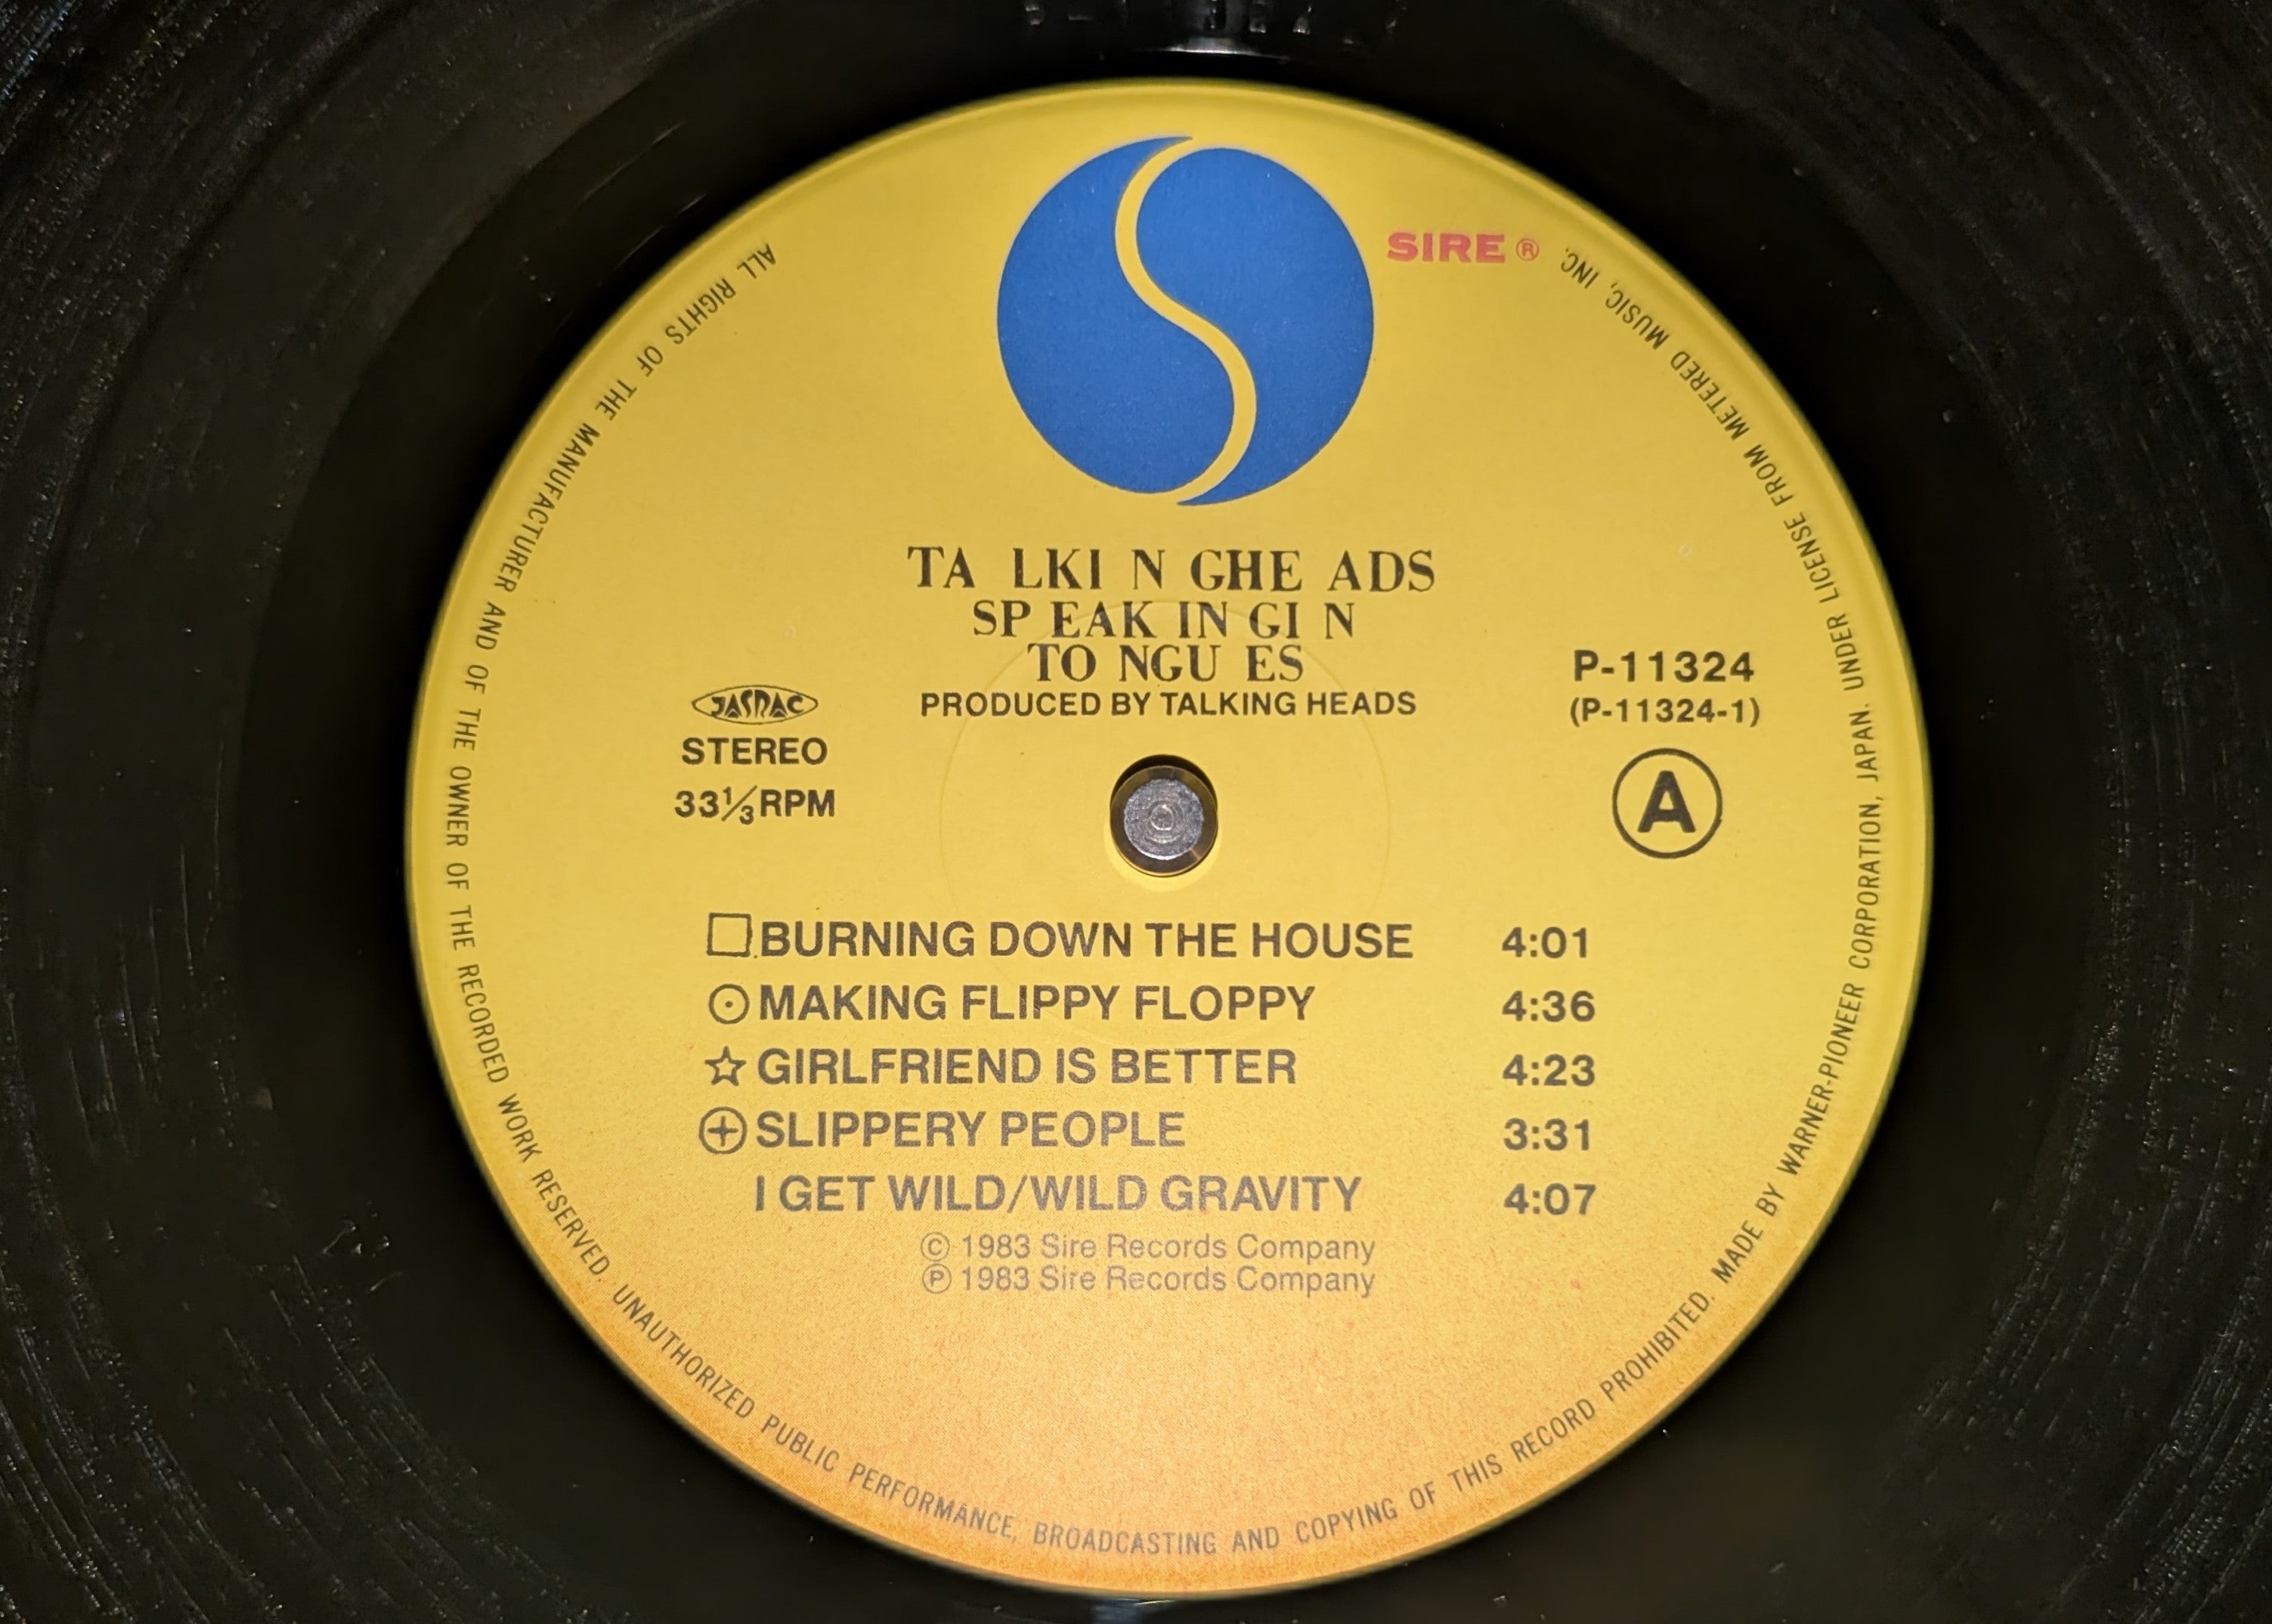 SIRE ®
TA LKI N GHE ADS
SP EAK IN GI N
TO NGU ES
PRODUCED BY TALKING HEADS
JASRAC
STEREO
33⅓ RPM
P-11324
(P-11324-1)
A
BURNING DOWN THE HOUSE 4:01
MAKING FLIPPY FLOPPY 4:36
GIRLFRIEND IS BETTER 4:23
SLIPPERY PEOPLE 3:31
I GET WILD/WILD GRAVITY 4:07
© 1983 Sire Records Company
℗ 1983 Sire Records Company
ALL RIGHTS OF THE MANUFACTURER AND OF THE OWNER OF THE RECORDED WORK RESERVED. UNAUTHORIZED PUBLIC PERFORMANCE, BROADCASTING AND COPYING OF THIS RECORD PROHIBITED. MADE BY WARNER-PIONEER CORPORATION, JAPAN. UNDER LICENSE FROM METERED MUSIC, INC.